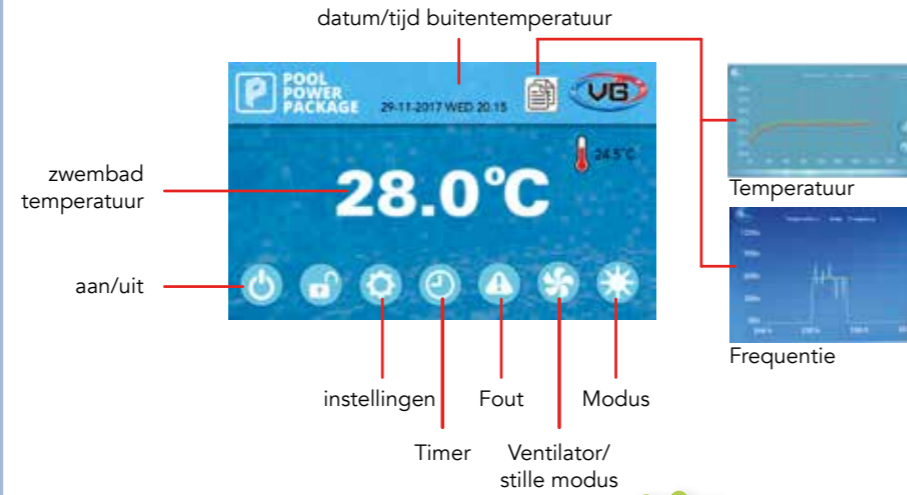 datum/tijd buitentemperatuur
POOL
POWER
PACKAGE
29-11-2017 WED 20:15
VG
24.5°C
zwembad
temperatuur
28.0°C
Temperatuur
aan/uit
Frequentie
instellingen
Fout
Modus
Timer
Ventilator/
stille modus